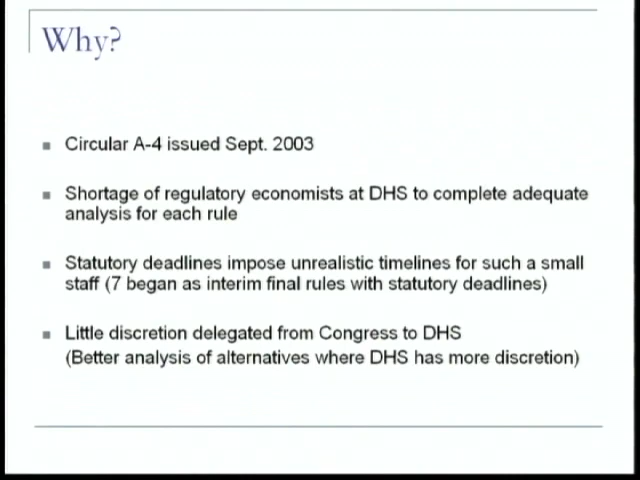 Why?
Circular A-4 issued Sept. 2003
Shortage of regulatory economists at DHS to complete adequate
analysis for each rule
Statutory deadlines impose unrealistic timelines for such a small
staff (7 began as interim final rules with statutory deadlines)
Little discretion delegated from Congress to DHS
(Better analysis of alternatives where DHS has more discretion)